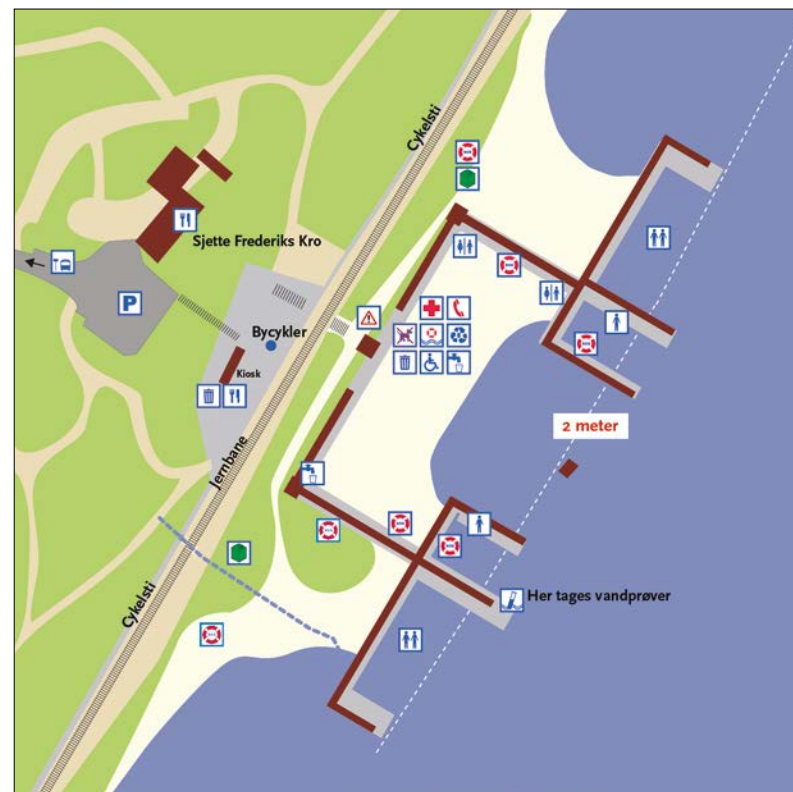 Cykelsti
Sjette Frederiks Kro
P
Bycykler
Kiosk
2 meter
Jernbane
Her tages vandprøver
Cykelsti